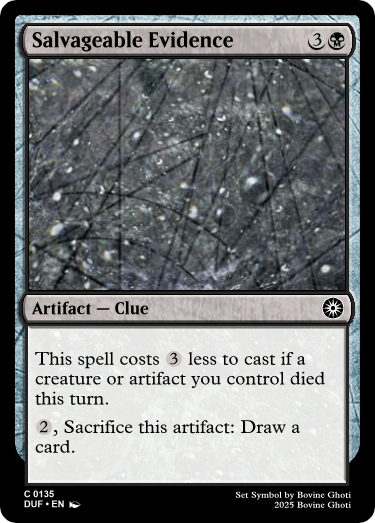 Salvageable Evidence 3
Artifact — Clue
This spell costs 3 less to cast if a
creature or artifact you control died
this turn.
2, Sacrifice this artifact: Draw a
card.
C 0135
DUF • EN
Set Symbol by Bovine Ghoti
2025 Bovine Ghoti